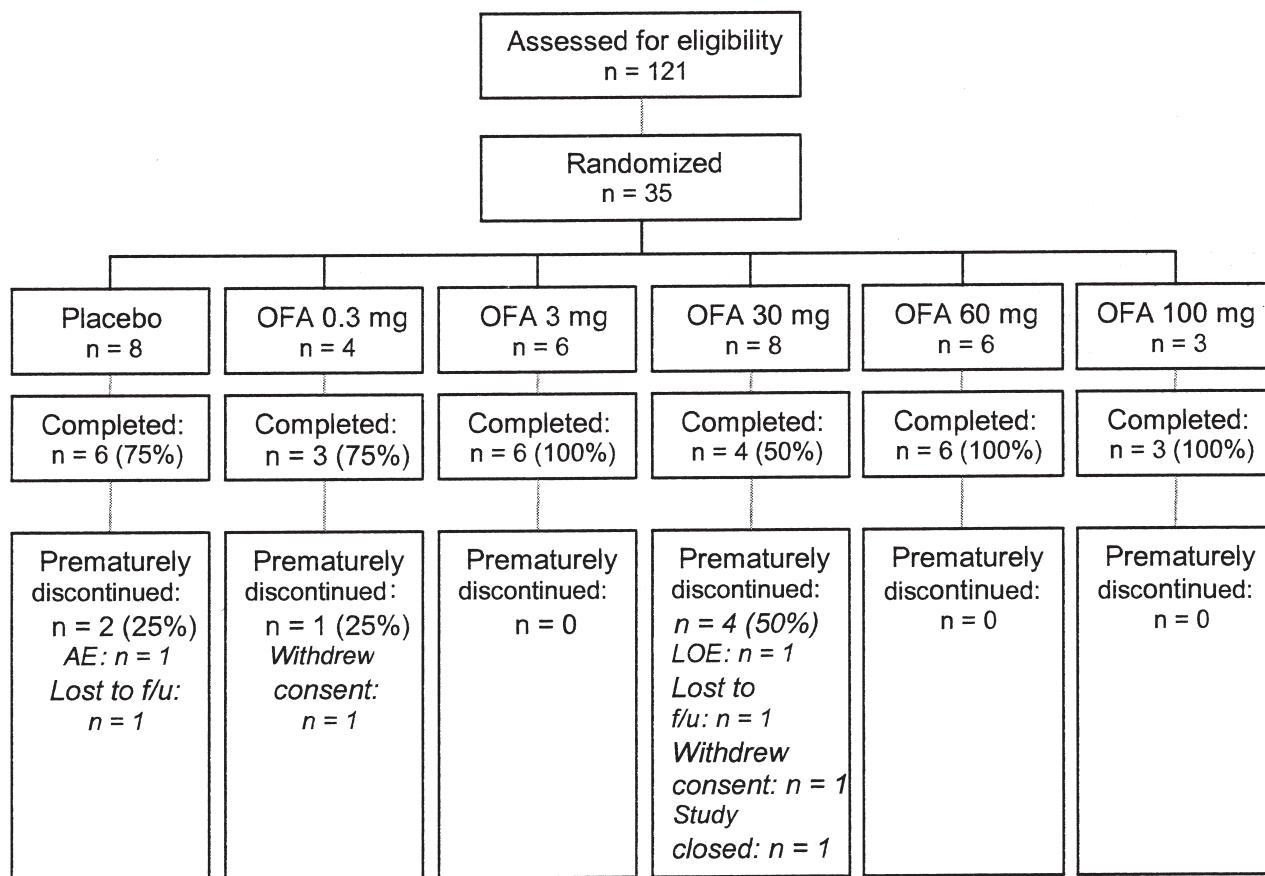 Assessed for eligibility
n = 121
Randomized
n = 35
Placebo
n = 8
OFA 0.3 mg
n = 4
OFA 3 mg
n = 6
OFA 30 mg
n = 8
OFA 60 mg
n = 6
OFA 100 mg
n = 3
Completed:
n = 6 (75%)
Completed:
n = 3 (75%)
Completed:
n = 6 (100%)
Completed:
n = 4 (50%)
Completed:
n = 6 (100%)
Completed:
n = 3 (100%)
Prematurely
discontinued:
n = 2 (25%)
AE: n = 1
Lost to f/u:
n = 1
Prematurely
discontinued:
n = 1 (25%)
Withdrew
consent:
n = 1
Prematurely
discontinued:
n = 0
Prematurely
discontinued:
n = 4 (50%)
LOE: n = 1
Lost to
f/u: n = 1
Withdrew
consent: n = 1
Study
closed: n = 1
Prematurely
discontinued:
n = 0
Prematurely
discontinued:
n = 0